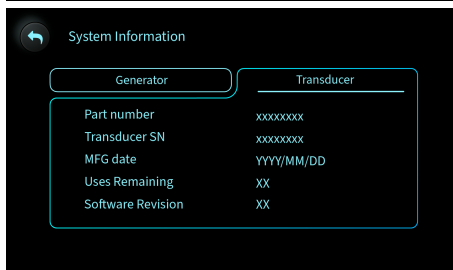 System Information
Generator Transducer
Part number xxxxxxxx
Transducer SN xxxxxxxx
MFG date YYYY/MM/DD
Uses Remaining XX
Software Revision XX